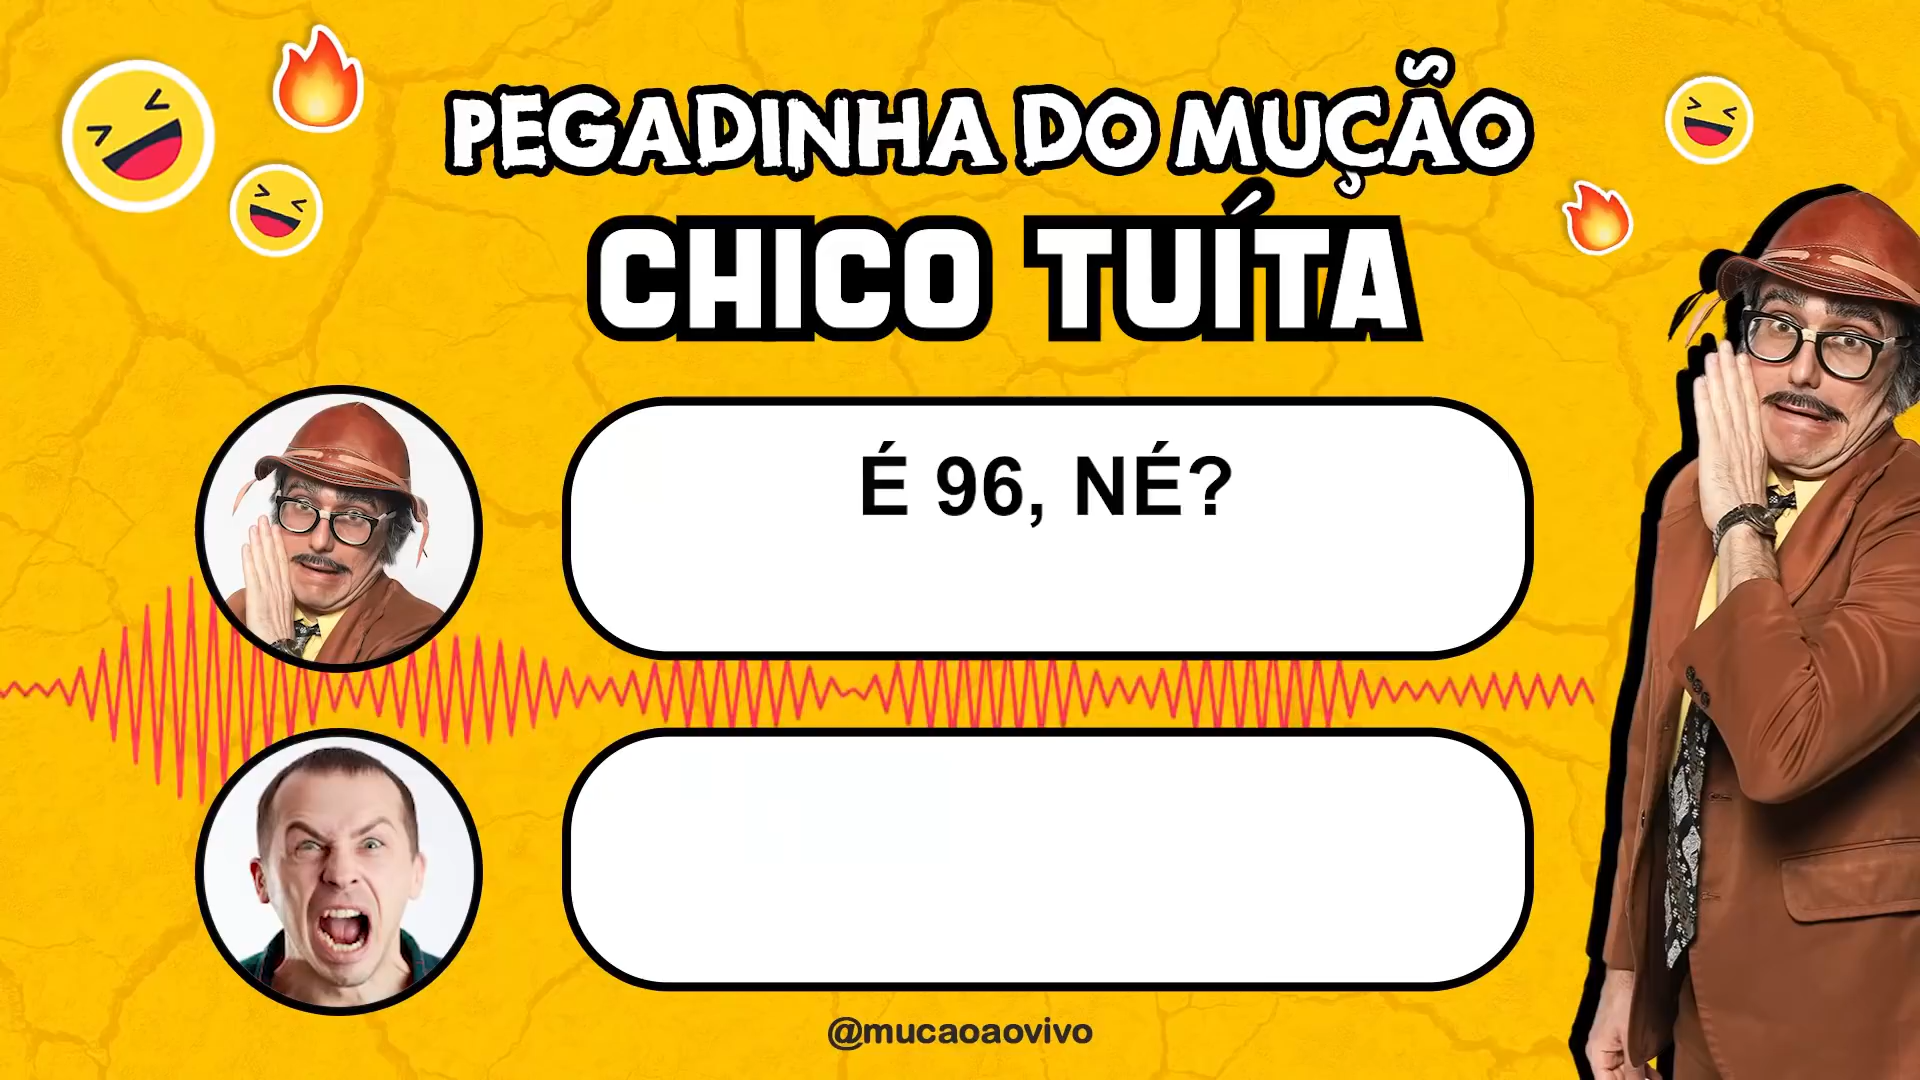 PEGADINHA DO MUÇÃO
CHICO TUÍTA
É 96, NÉ?
@mucaoaovivo